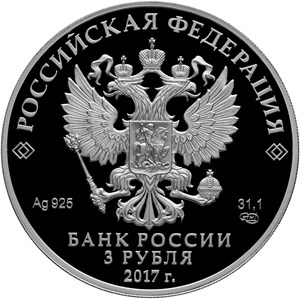 РОССИЙСКАЯ ФЕДЕРАЦИЯ
Ag 925
31,1
БАНК РОССИИ
3 РУБЛЯ
2017 г.